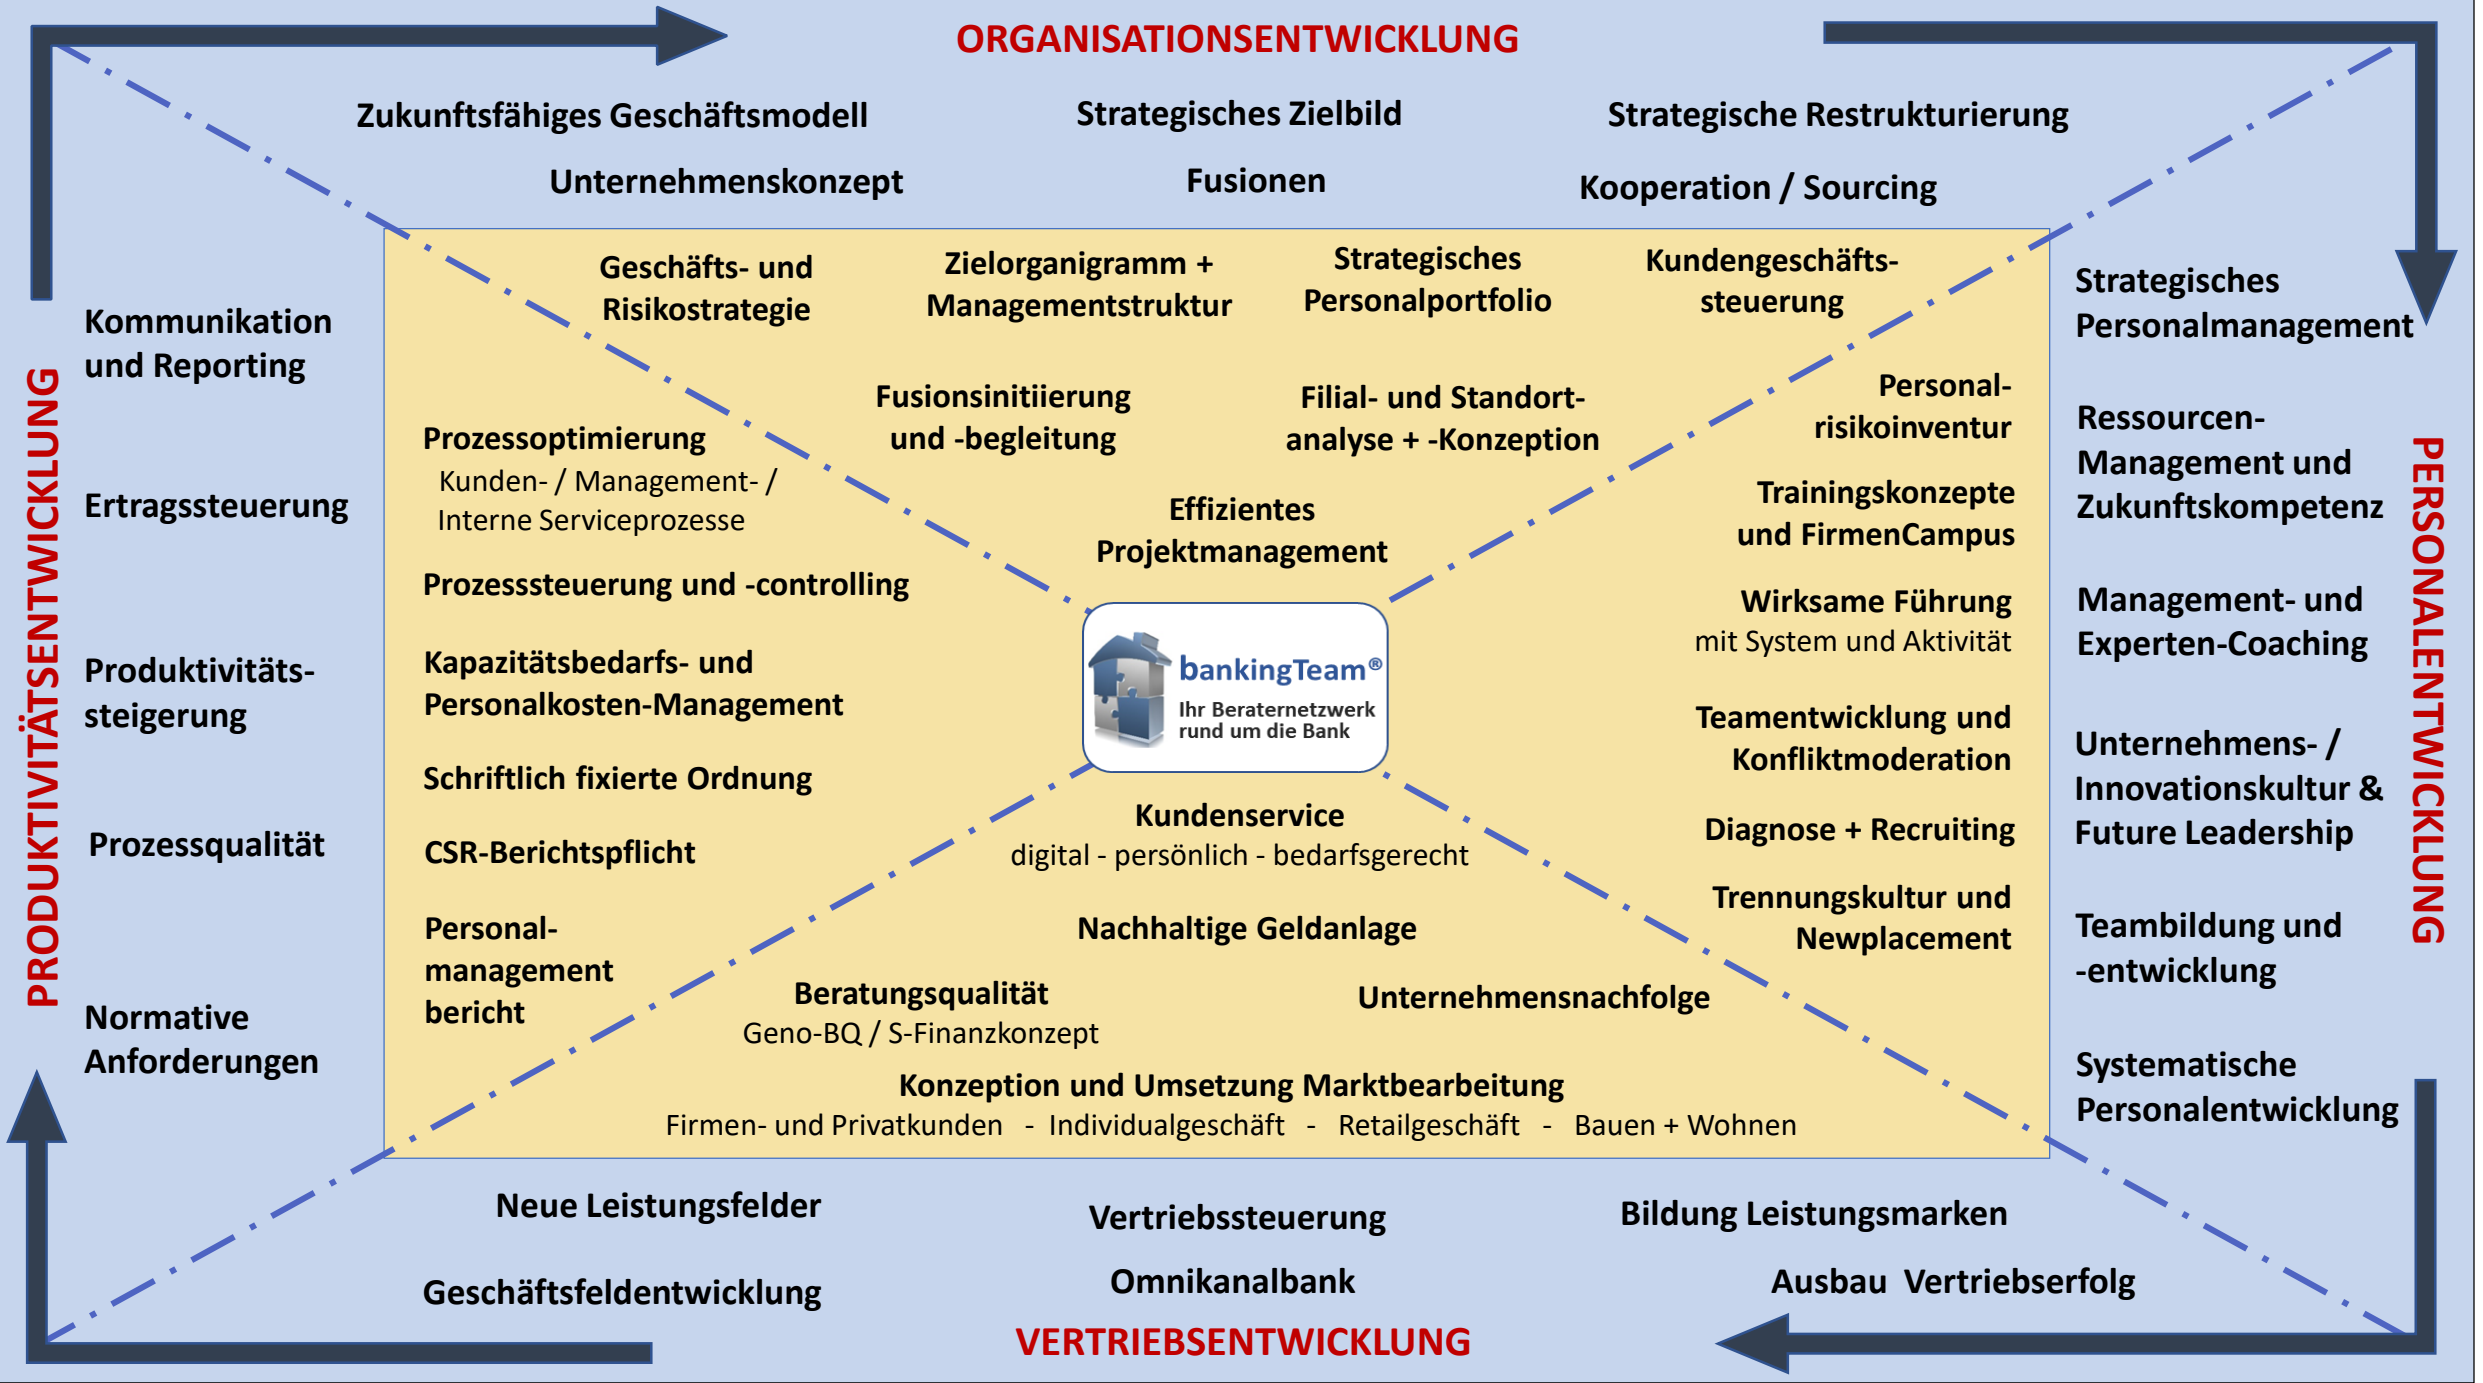 ORGANISATIONSENTWICKLUNG
Zukunftsfähiges Geschäftsmodell
Strategisches Zielbild
Strategische Restrukturierung
Unternehmenskonzept
Fusionen
Kooperation / Sourcing
Geschäfts- und
Risikostrategie
Zielorganigramm +
Managementstruktur
Strategisches
Personalportfolio
Kundengeschäfts-
steuerung
Fusionsinitiierung
und -begleitung
Filial- und Standort-
analyse + -Konzeption
Effizientes
Projektmanagement
PRODUKTIVITÄTSENTWICKLUNG
Kommunikation
und Reporting
Ertragssteuerung
Produktivitäts-
steigerung
Prozessqualität
Normative
Anforderungen
Prozessoptimierung
Kunden- / Management- /
Interne Serviceprozesse
Prozesssteuerung und -controlling
Kapazitätsbedarfs- und
Personalkosten-Management
Schriftlich fixierte Ordnung
CSR-Berichtspflicht
Personal-
management
bericht
bankingTeam®
Ihr Beraternetzwerk
rund um die Bank
Personal-
risikoinventur
Trainingskonzepte
und FirmenCampus
Wirksame Führung
mit System und Aktivität
Teamentwicklung und
Konfliktmoderation
Diagnose + Recruiting
Trennungskultur und
Newplacement
Strategisches
Personalmanagement
Ressourcen-
Management und
Zukunftskompetenz
Management- und
Experten-Coaching
Unternehmens- /
Innovationskultur &
Future Leadership
Teambildung und
-entwicklung
Systematische
Personalentwicklung
PERSONALENTWICKLUNG
Kundenservice
digital - persönlich - bedarfsgerecht
Nachhaltige Geldanlage
Beratungsqualität
Geno-BQ / S-Finanzkonzept
Unternehmensnachfolge
Konzeption und Umsetzung Marktbearbeitung
Firmen- und Privatkunden - Individualgeschäft - Retailgeschäft - Bauen + Wohnen
Neue Leistungsfelder
Vertriebssteuerung
Bildung Leistungsmarken
Geschäftsfeldentwicklung
Omnikanalbank
Ausbau Vertriebserfolg
VERTRIEBSENTWICKLUNG